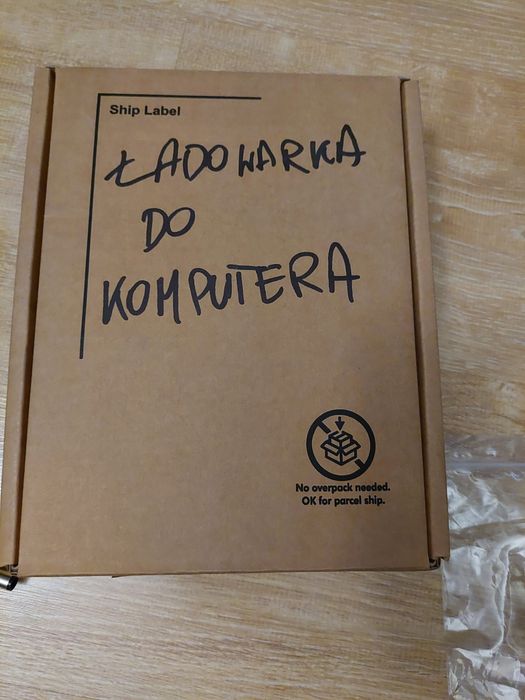 Ship Label
ŁADOWARKA
DO
KOMPUTERA
No overpack needed.
OK for parcel ship.